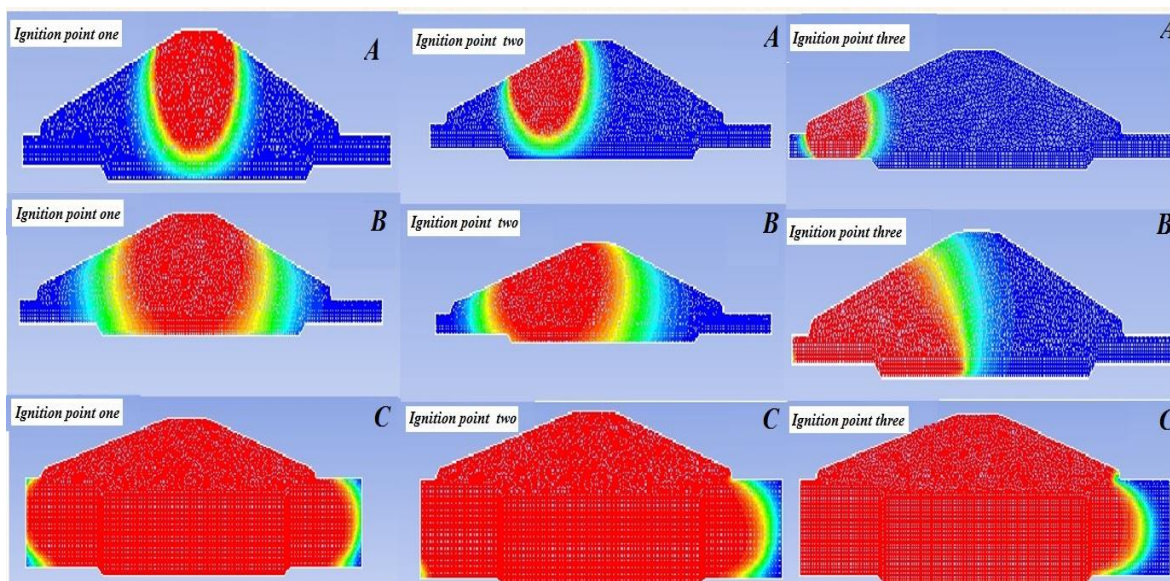 Ignition point one
A
Ignition point two
A
Ignition point three
A
Ignition point one
B
Ignition point two
B
Ignition point three
B
Ignition point one
C
Ignition point two
C
Ignition point three
C